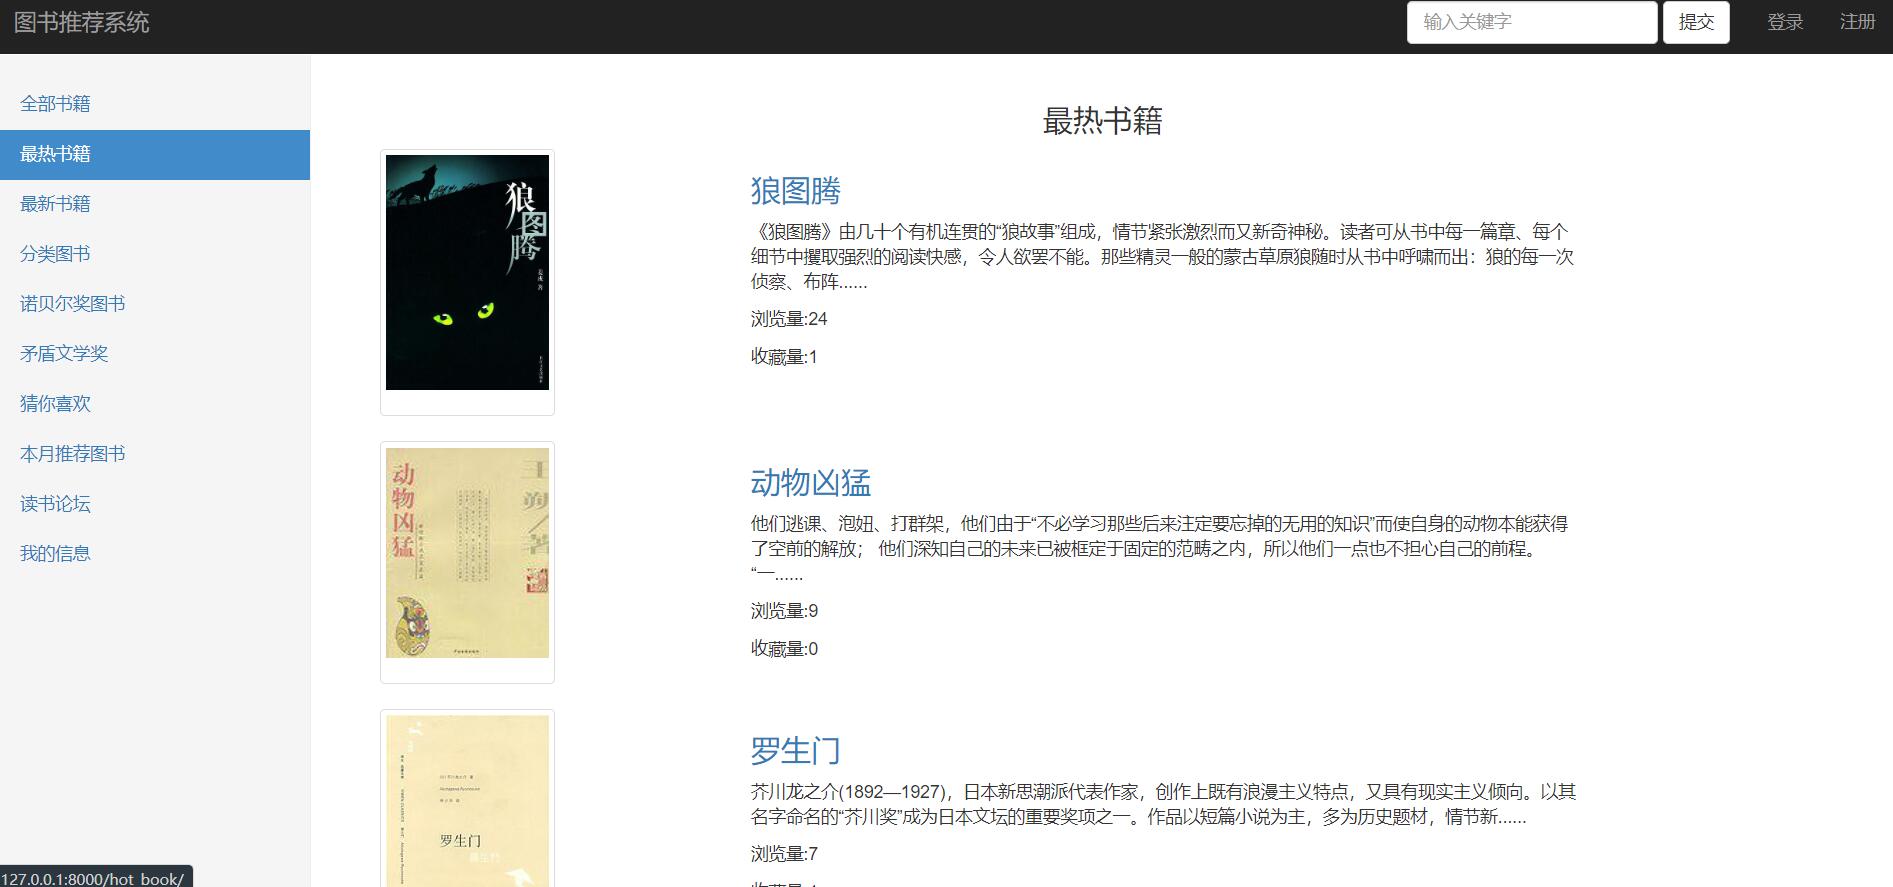 图书推荐系统
输入关键字
提交
登录
注册
全部书籍
最热书籍
最新书籍
分类图书
诺贝尔奖图书
矛盾文学奖
猜你喜欢
本月推荐图书
读书论坛
我的信息
最热书籍
狼
图
腾
姜戎 著
狼图腾
《狼图腾》由几十个有机连贯的“狼故事”组成，情节紧张激烈而又新奇神秘。读者可从书中每一篇章、每个
细节中攫取强烈的阅读快感，令人欲罢不能。那些精灵一般的蒙古草原狼随时从书中呼啸而出：狼的每一次
侦察、布阵......
浏览量:24
收藏量:1
动物凶猛
王朔/著
动物凶猛
他们逃课、泡妞、打群架，他们由于“不必学习那些后来注定要忘掉的无用的知识”而使自身的动物本能获得
了空前的解放； 他们深知自己的未来已被框定于固定的范畴之内，所以他们一点也不担心自己的前程。
“一......
浏览量:9
收藏量:0
罗生门
罗生门
芥川龙之介(1892—1927)，日本新思潮派代表作家，创作上既有浪漫主义特点，又具有现实主义倾向。以其
名字命名的“芥川奖”成为日本文坛的重要奖项之一。作品以短篇小说为主，多为历史题材，情节新......
浏览量:7
127.0.0.1:8000/hot_book/